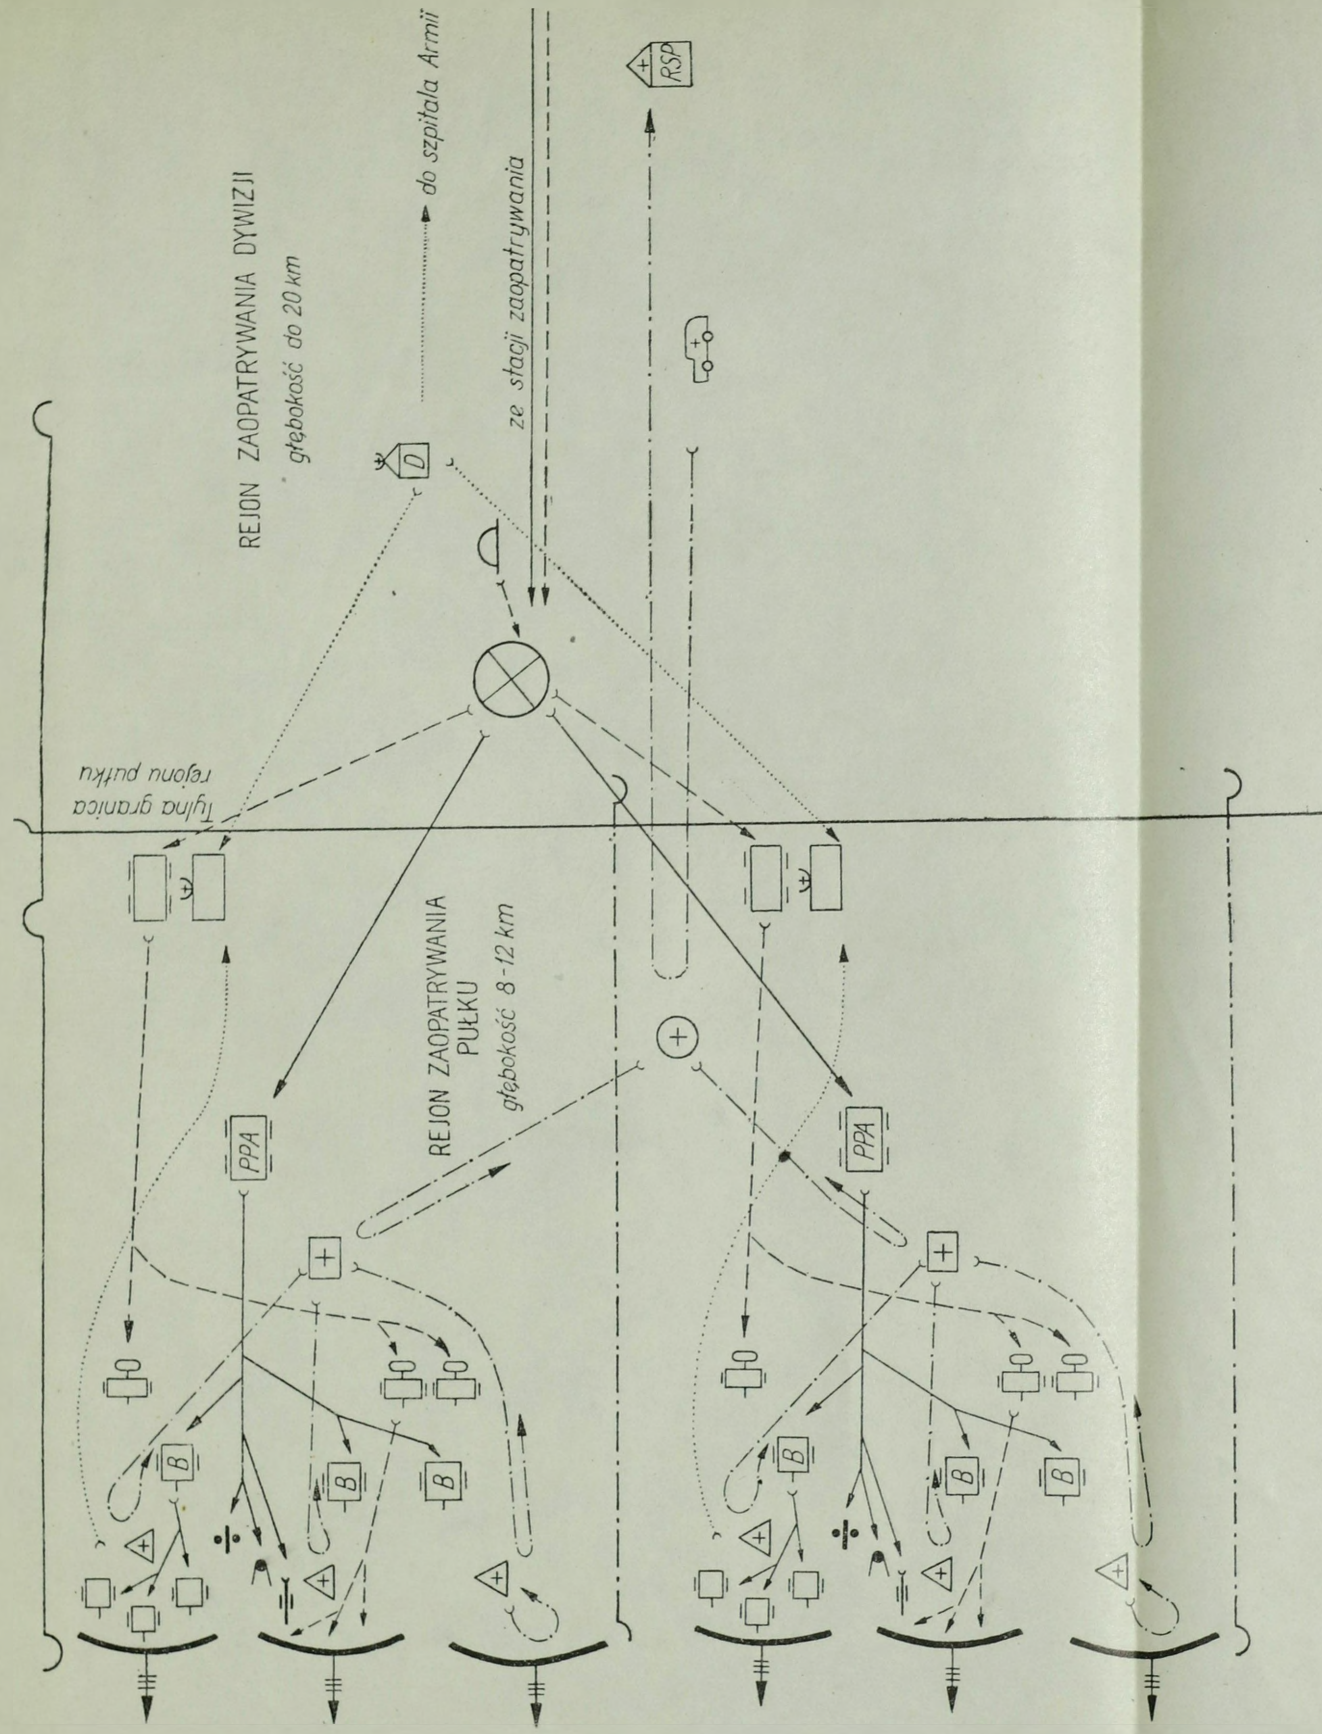 REJON ZAOPATRYWANIA DYWIZJI
głębokość do 20 km
do szpitala Armii
ze stacji zaopatrywania
RSP
D
Tylna granica
rejonu pułku
REJON ZAOPATRYWANIA
PUŁKU
głębokość 8-12 km
PPA
B
B
B
PPA
B
B
B